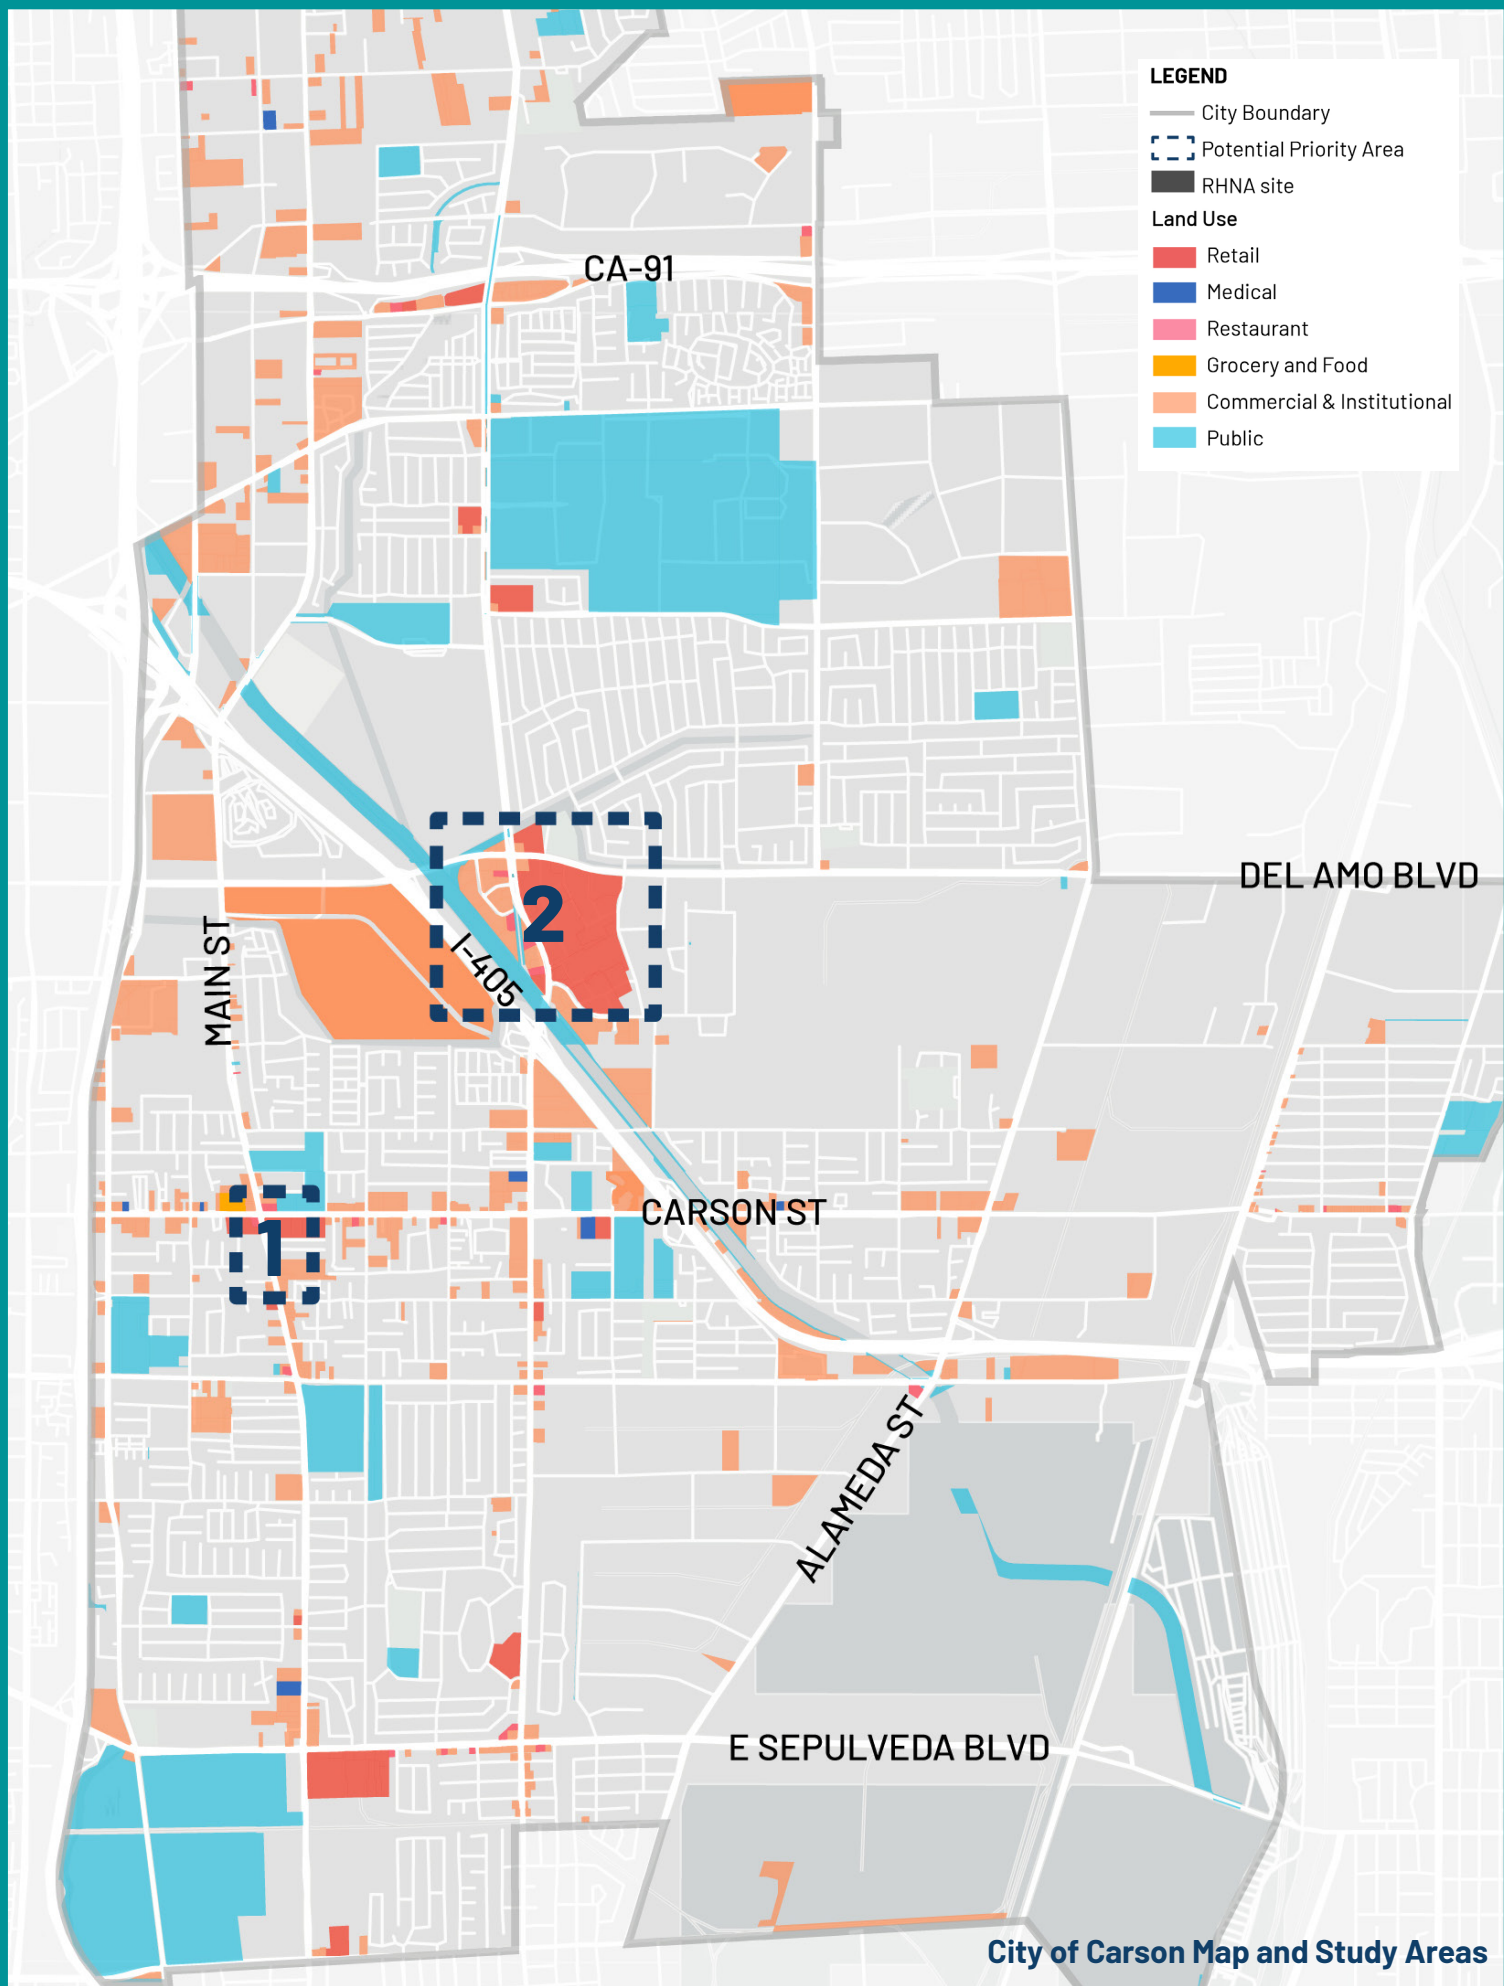 LEGEND
City Boundary
Potential Priority Area
RHNA site
Land Use
Retail
Medical
Restaurant
Grocery and Food
Commercial & Institutional
Public
CA-91
DEL AMO BLVD
2
I-405
MAIN ST
CARSON ST
1
ALAMEDA ST
E SEPULVEDA BLVD
City of Carson Map and Study Areas